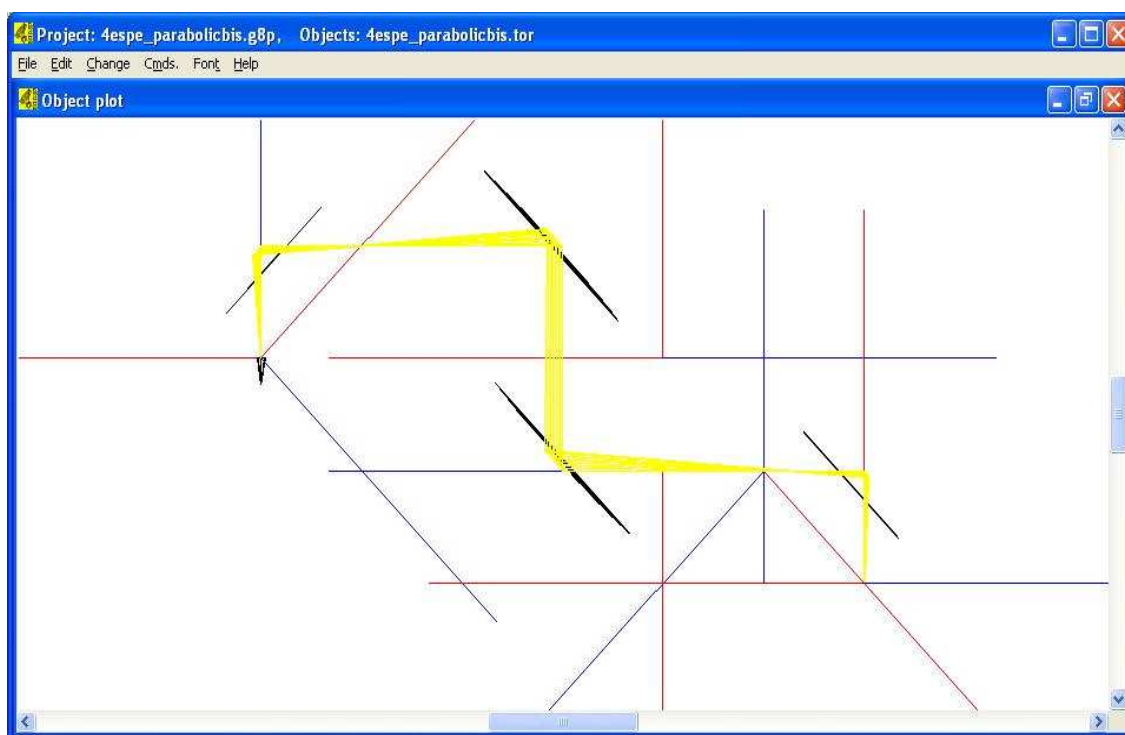 Project: 4espe_parabolicbis.g8p, Objects: 4espe_parabolicbis.tor
File Edit Change Cmds. Font Help
Object plot